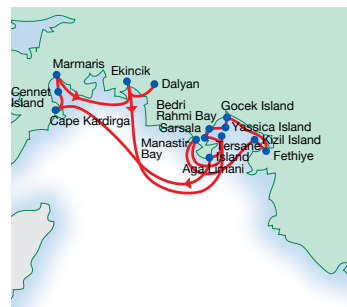 Marmaris
Ekincik
Dalyan
Cennet
Island
Cape Kardirga
Bedri
Rahmi Bay
Gocek Island
Sarsala
Yassica Island
Manastir
Bay
Tersane
Island
Kizil Island
Aga Limani
Fethiye